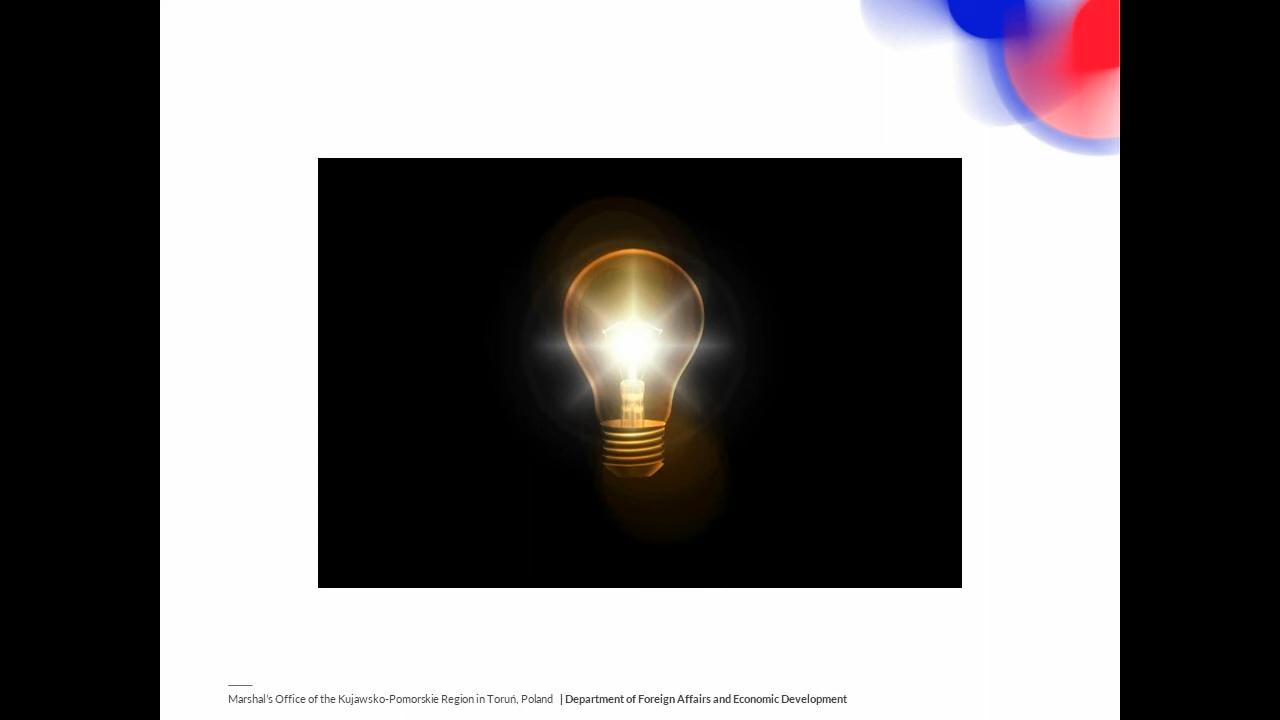 Marshal's Office of the Kujawsko-Pomorskie Region in Toruń, Poland | Department of Foreign Affairs and Economic Development